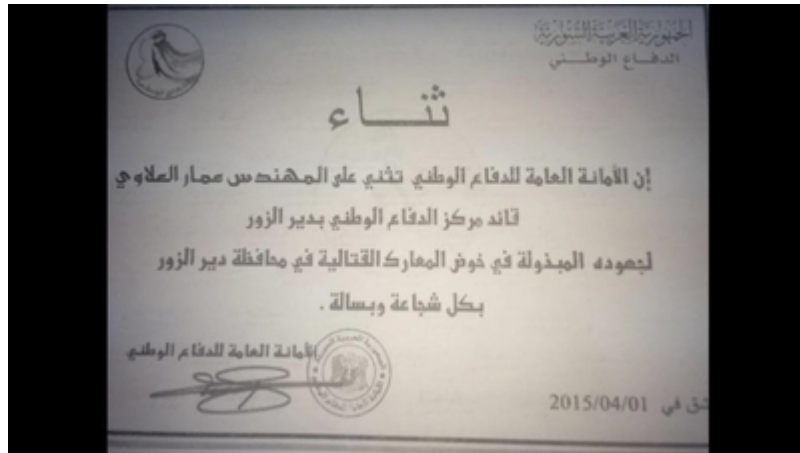 الجمهورية العربية السورية
الدفاع الوطني
ثناء
إن الأمانة العامة للدفاع الوطني تثني على المهندس عمار العلاوي
قائد مركز الدفاع الوطني بدير الزور
لجهوده المبذولة في خوض المعارك القتالية في محافظة دير الزور
بكل شجاعة وبسالة .
الأمانة العامة للدفاع الوطني
في 2015/04/01